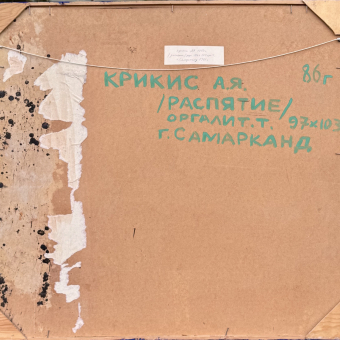 КРИКИС А.Я. 86г
/РАСПЯТИЕ/
ОРГАЛИТ.Т. 97×103
г. САМАРКАНД